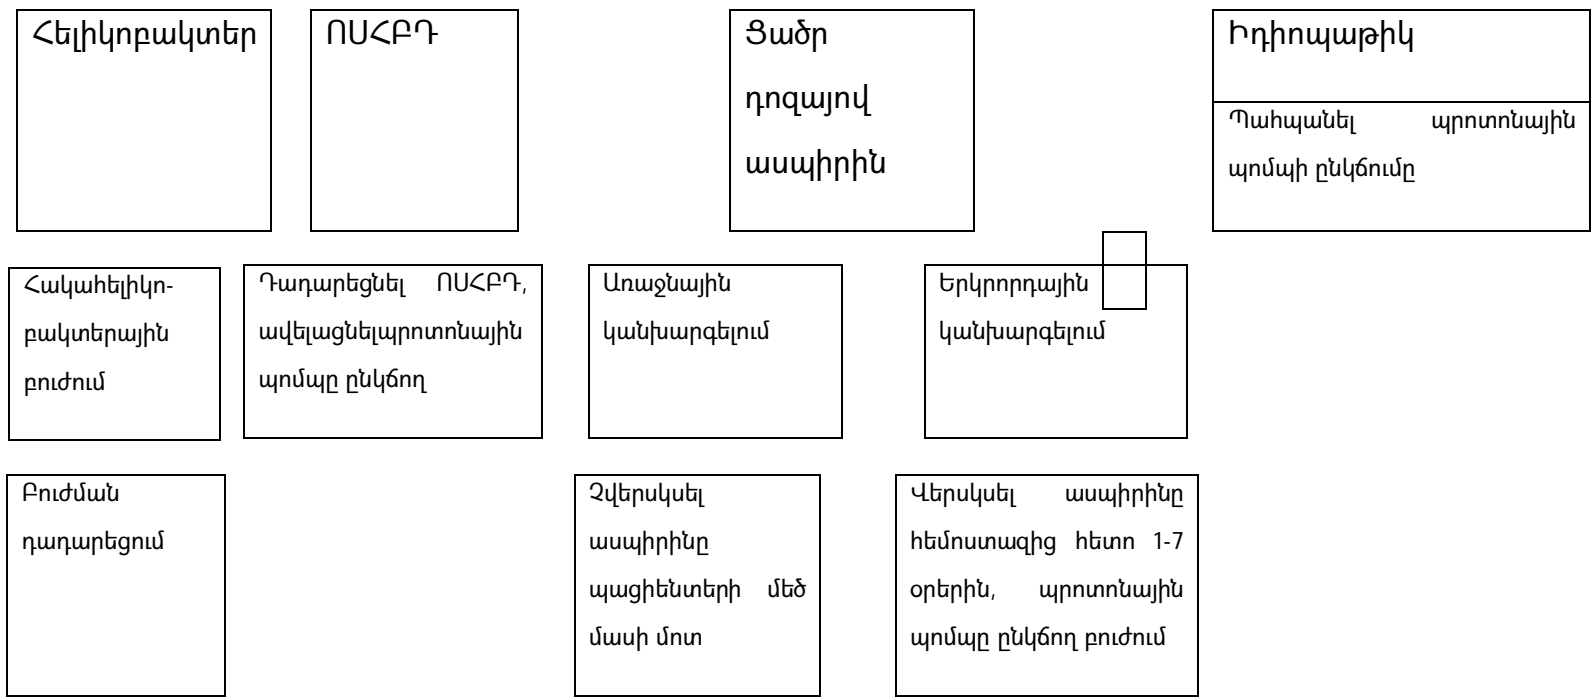 Հելիկոբակտեր
ՈՍՀԲԴ
Ցածր
դոզայով
ասպիրին
Իդիոպաթիկ
Պահպանել պրոտոնային
պոմպի ընկճումը
Հակահելիկո-
բակտերային
բուժում
Դադարեցնել ՈՍՀԲԴ,
ավելացնելպրոտոնային
պոմպը ընկճող
Առաջնային
կանխարգելում
Երկրորդային
կանխարգելում
Բուժման
դադարեցում
Չվերսկսել
ասպիրինը
պացիենտերի մեծ
մասի մոտ
Վերսկսել ասպիրինը
հեմոստազից հետո 1-7
օրերին, պրոտոնային
պոմպը ընկճող բուժում